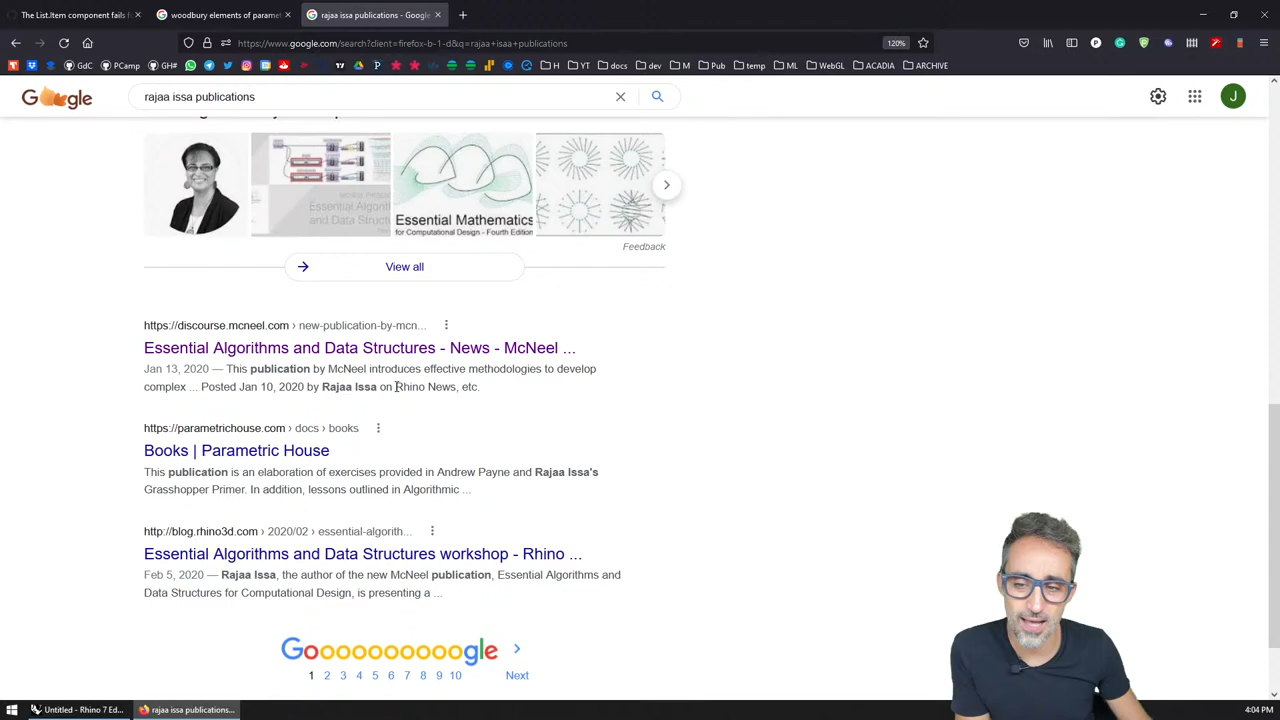 The List.Item component fails fo
woodbury elements of paramet
rajaa issa publications - Google
https://www.google.com/search?client=firefox-b-1-d&q=rajaa+isaa+publications
120%
GdC
PCamp
GH#
H
YT
docs
dev
M
Pub
temp
ML
WebGL
ACADIA
ARCHIVE
Google
rajaa issa publications
J
Essential Algorit
and Data Struct
Essential Mathematics
for Computational Design - Fourth Edition
Feedback
View all
https://discourse.mcneel.com › new-publication-by-mcn...
Essential Algorithms and Data Structures - News - McNeel ...
Jan 13, 2020 — This publication by McNeel introduces effective methodologies to develop
complex ... Posted Jan 10, 2020 by Rajaa Issa on Rhino News, etc.
https://parametrichouse.com › docs › books
Books | Parametric House
This publication is an elaboration of exercises provided in Andrew Payne and Rajaa Issa's
Grasshopper Primer. In addition, lessons outlined in Algorithmic ...
http://blog.rhino3d.com › 2020/02 › essential-algorith...
Essential Algorithms and Data Structures workshop - Rhino ...
Feb 5, 2020 — Rajaa Issa, the author of the new McNeel publication, Essential Algorithms and
Data Structures for Computational Design, is presenting a ...
Goooooooooogle
1 2 3 4 5 6 7 8 9 10 Next
Untitled - Rhino 7 Ed...
rajaa issa publications...
4:04 PM